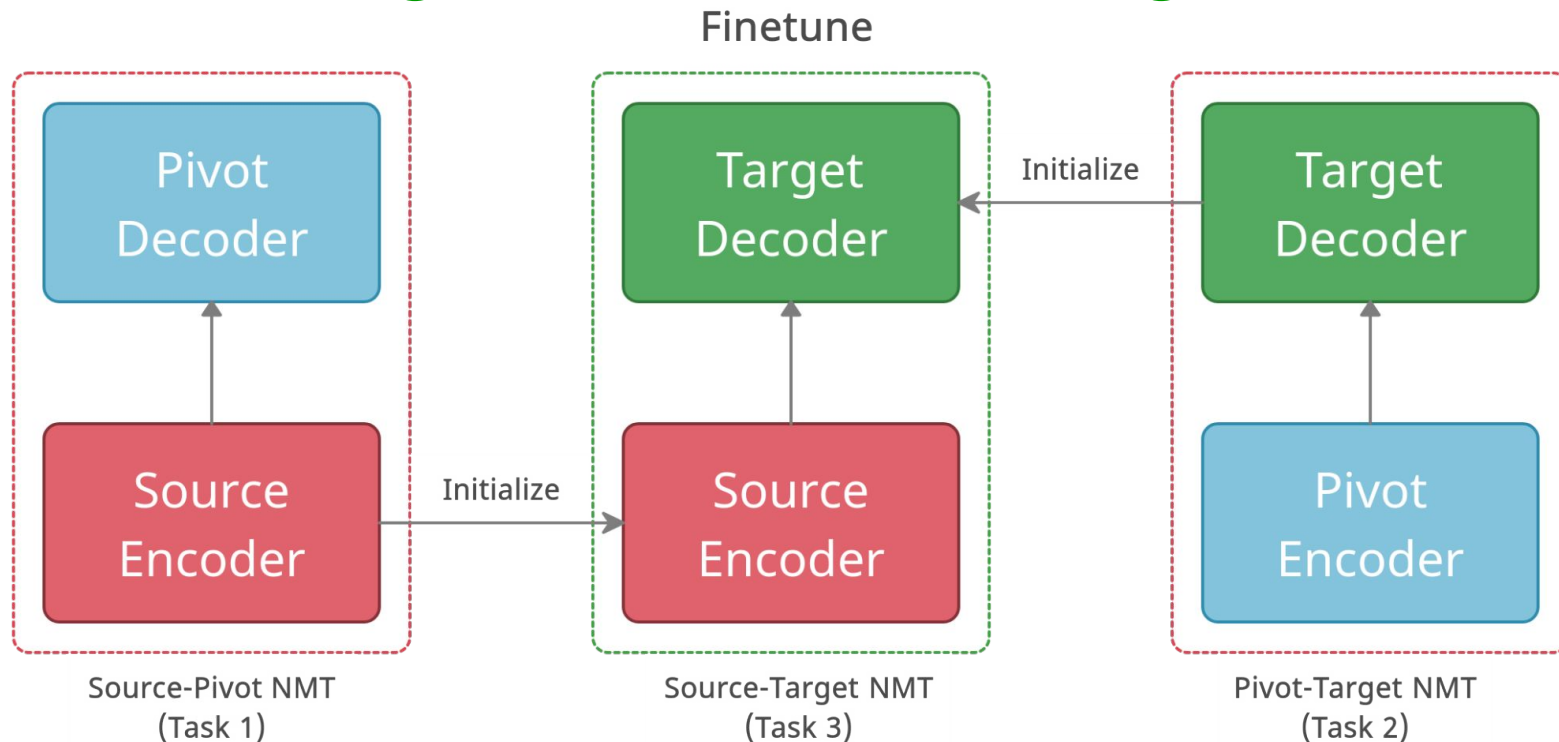 Finetune
Pivot
Decoder
Target
Decoder
Initialize
Target
Decoder
Source
Encoder
Initialize
Source
Encoder
Pivot
Encoder
Source-Pivot NMT
(Task 1)
Source-Target NMT
(Task 3)
Pivot-Target NMT
(Task 2)